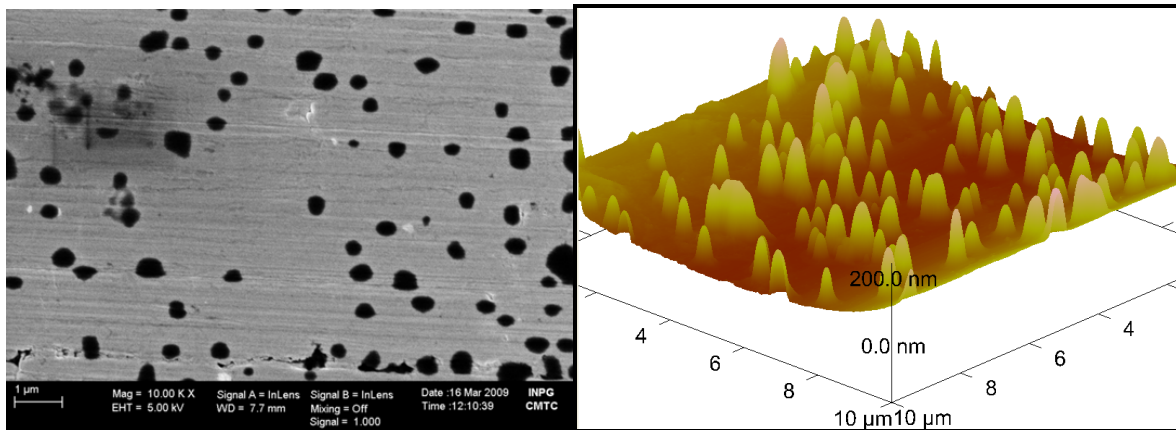 1 µm
Mag = 10.00 K X
EHT = 5.00 kV
Signal A = InLens
WD = 7.7 mm
Signal B = InLens
Mixing = Off
Signal = 1.000
Date :16 Mar 2009
Time :12:10:39
INPG
CMTC
200.0 nm
0.0 nm
4
6
8
10 µm
10 µm
8
6
4